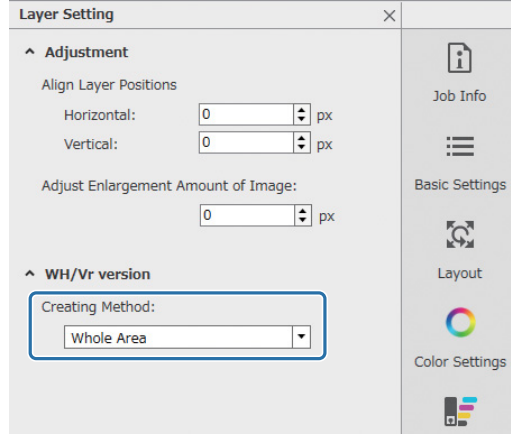 Layer Setting
Adjustment
Align Layer Positions
Horizontal: 0 px
Vertical: 0 px
Adjust Enlargement Amount of Image:
0 px
WH/Vr version
Creating Method:
Whole Area
Job Info
Basic Settings
Layout
Color Settings